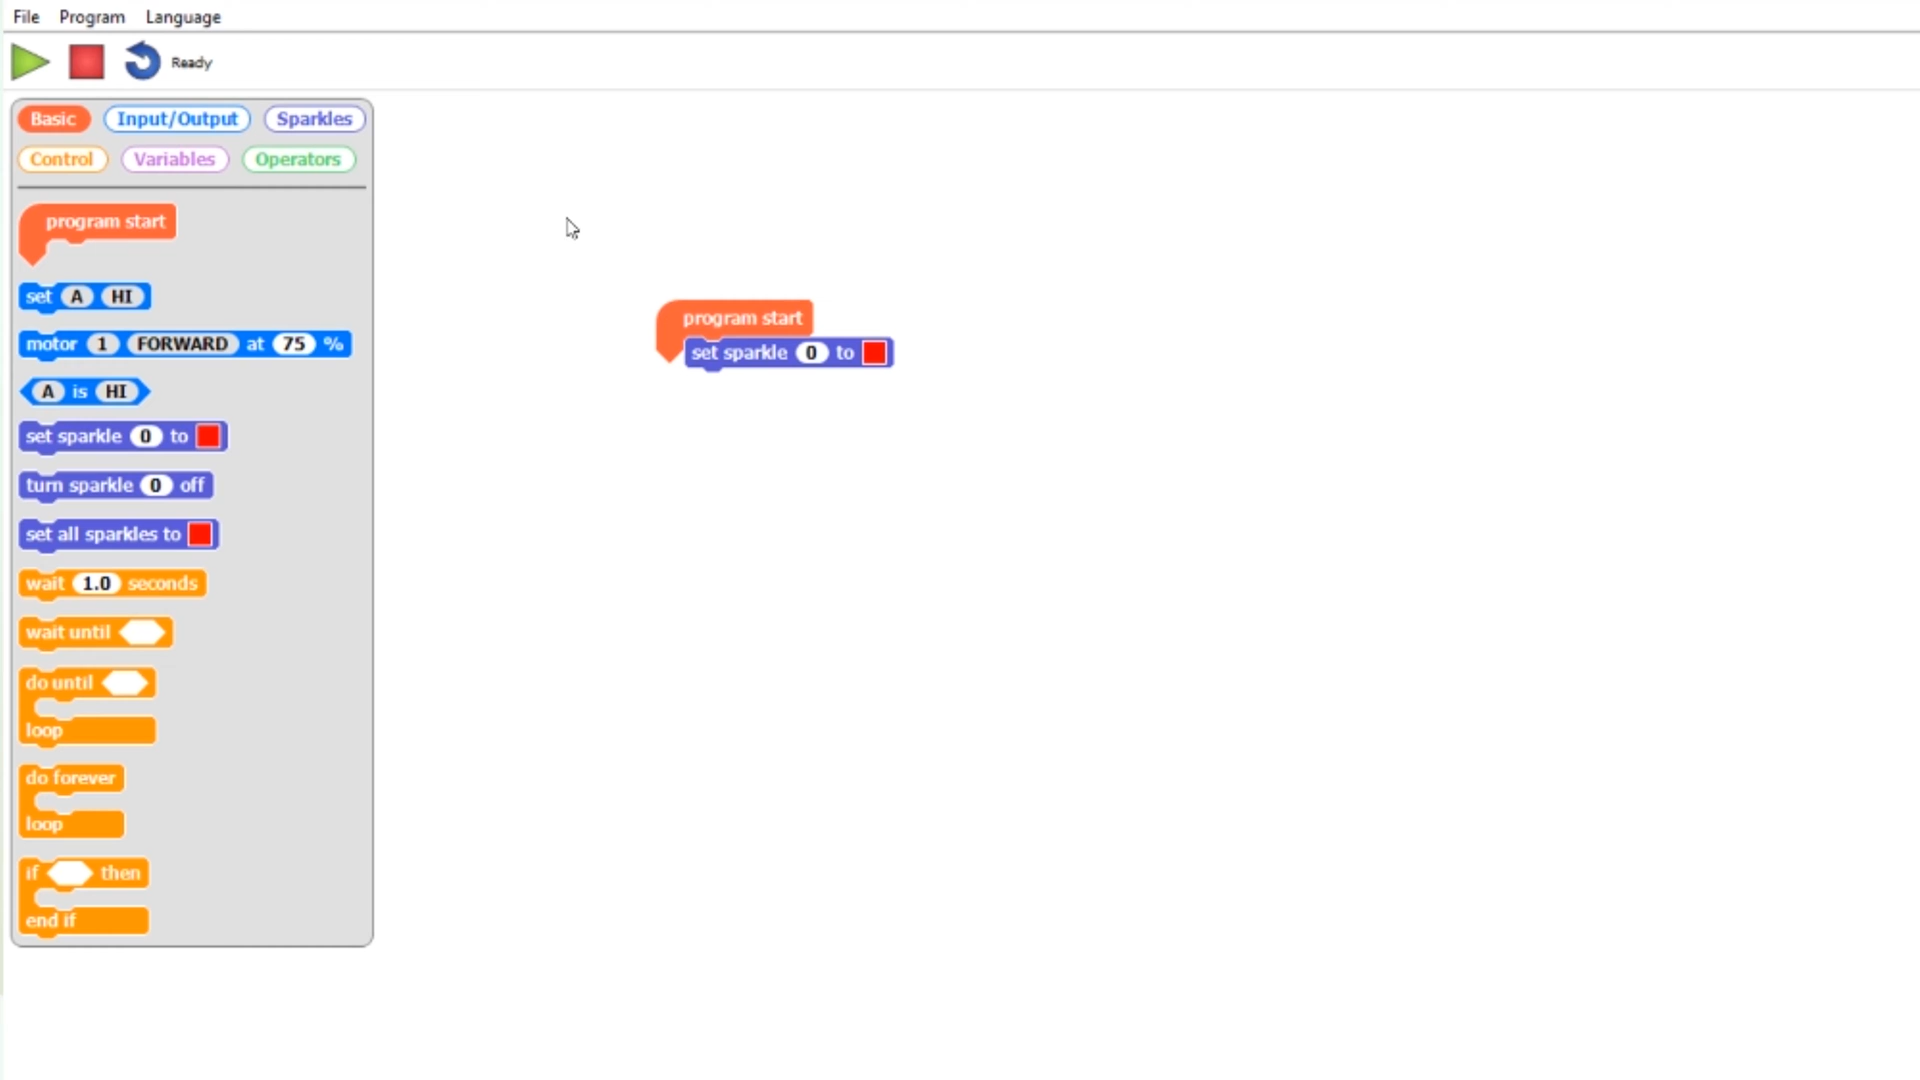 File Program Language
Ready
Basic Input/Output Sparkles
Control Variables Operators
program start
set A HI
motor 1 FORWARD at 75 %
A is HI
set sparkle 0 to
turn sparkle 0 off
set all sparkles to
wait 1.0 seconds
wait until
do until
loop
do forever
loop
if then
end if
program start
set sparkle 0 to